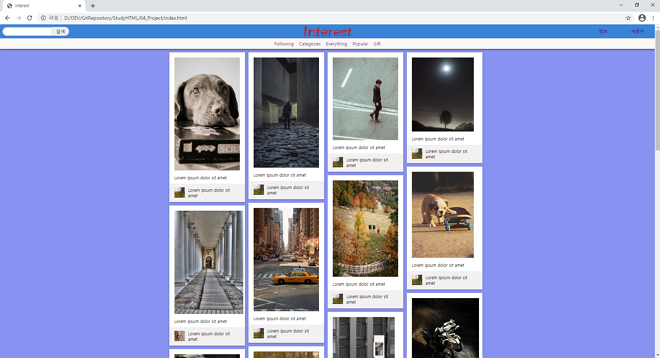 Interest
파일 | D:/DEV/GitRepository/StudyHTML/04_Project/index.html
검색
Interest
정보 사용자
Following Categories Everything Popular Gift
Lorem ipsum dolor sit amet
Lorem ipsum dolor sit
amet
Lorem ipsum dolor sit amet
Lorem ipsum dolor sit
amet
Lorem ipsum dolor sit amet
Lorem ipsum dolor sit
amet
Lorem ipsum dolor sit amet
Lorem ipsum dolor sit
amet
Lorem ipsum dolor sit amet
Lorem ipsum dolor sit
amet
Lorem ipsum dolor sit amet
Lorem ipsum dolor sit
amet
Lorem ipsum dolor sit amet
Lorem ipsum dolor sit
amet
Lorem ipsum dolor sit amet
Lorem ipsum dolor sit
amet